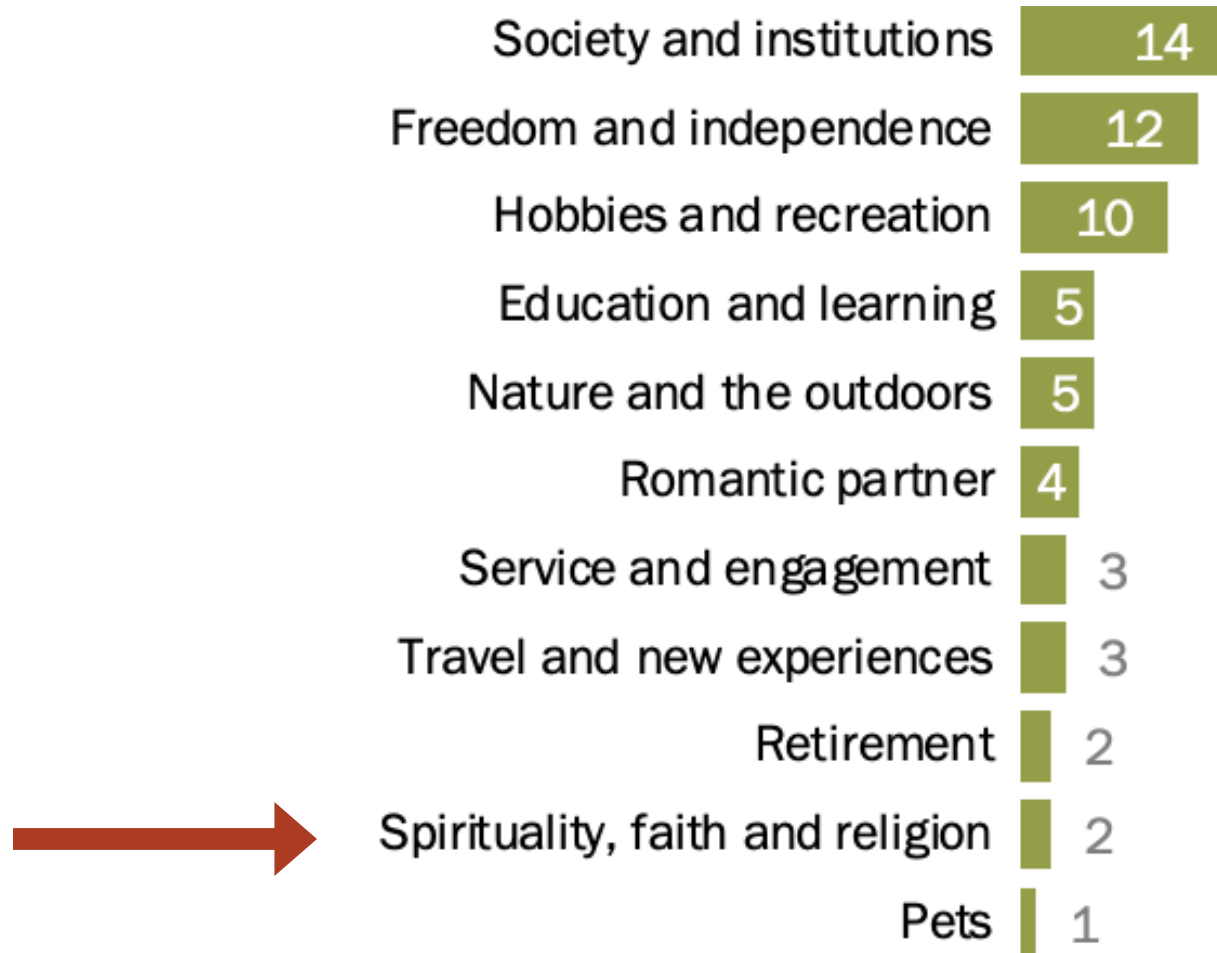 Society and institutions 14
Freedom and independence 12
Hobbies and recreation 10
Education and learning 5
Nature and the outdoors 5
Romantic partner 4
Service and engagement 3
Travel and new experiences 3
Retirement 2
Spirituality, faith and religion 2
Pets 1